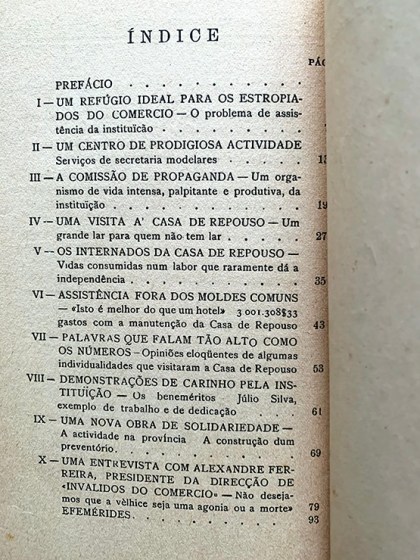 ÍNDICE
PÁG
PREFÁCIO . . . . . . . . . . .
I — UM REFÚGIO IDEAL PARA OS ESTROPIA-
DOS DO COMERCIO — O problema de assis-
tência da instituïcão . . . . . . .
II — UM CENTRO DE PRODIGIOSA ACTIVIDADE
Serviços de secretaria modelares . . . . . 13
III — A COMISSÃO DE PROPAGANDA — Um orga-
nismo de vida intensa, palpitante e produtiva, da
instituïção . . . . . . . . . . 19
IV — UMA VISITA A' CASA DE REPOUSO — Um
grande lar para quem não tem lar . . . . . 27
V — OS INTERNADOS DA CASA DE REPOUSO —
Vidas consumidas num labor que raramente dá a
independência . . . . . . . . . 35
VI — ASSISTÊNCIA FORA DOS MOLDES COMUNS
— «Isto é melhor do que um hotel» 3 001.308$33
gastos com a manutenção da Casa de Repouso 43
VII — PALAVRAS QUE FALAM TÃO ALTO COMO
OS NÚMEROS — Opiniões eloqüentes de algumas
individualidades que visitaram a Casa de Repouso 53
VIII — DEMONSTRAÇÕES DE CARINHO PELA INS-
TITUÏÇÃO — Os beneméritos Júlio Silva,
exemplo de trabalho e de dedicação . . . . 61
IX — UMA NOVA OBRA DE SOLIDARIEDADE —
A actividade na província A construção dum
preventório. . . . . . . . . . 69
X — UMA ENTREVISTA COM ALEXANDRE FER-
REIRA, PRESIDENTE DA DIRECÇÃO DE
«INVALIDOS DO COMERCIO» — Não deseja-
mos que a vèlhice seja uma agonia ou a morte» 79
EFEMÉRIDES. . . . . . . . . . 93